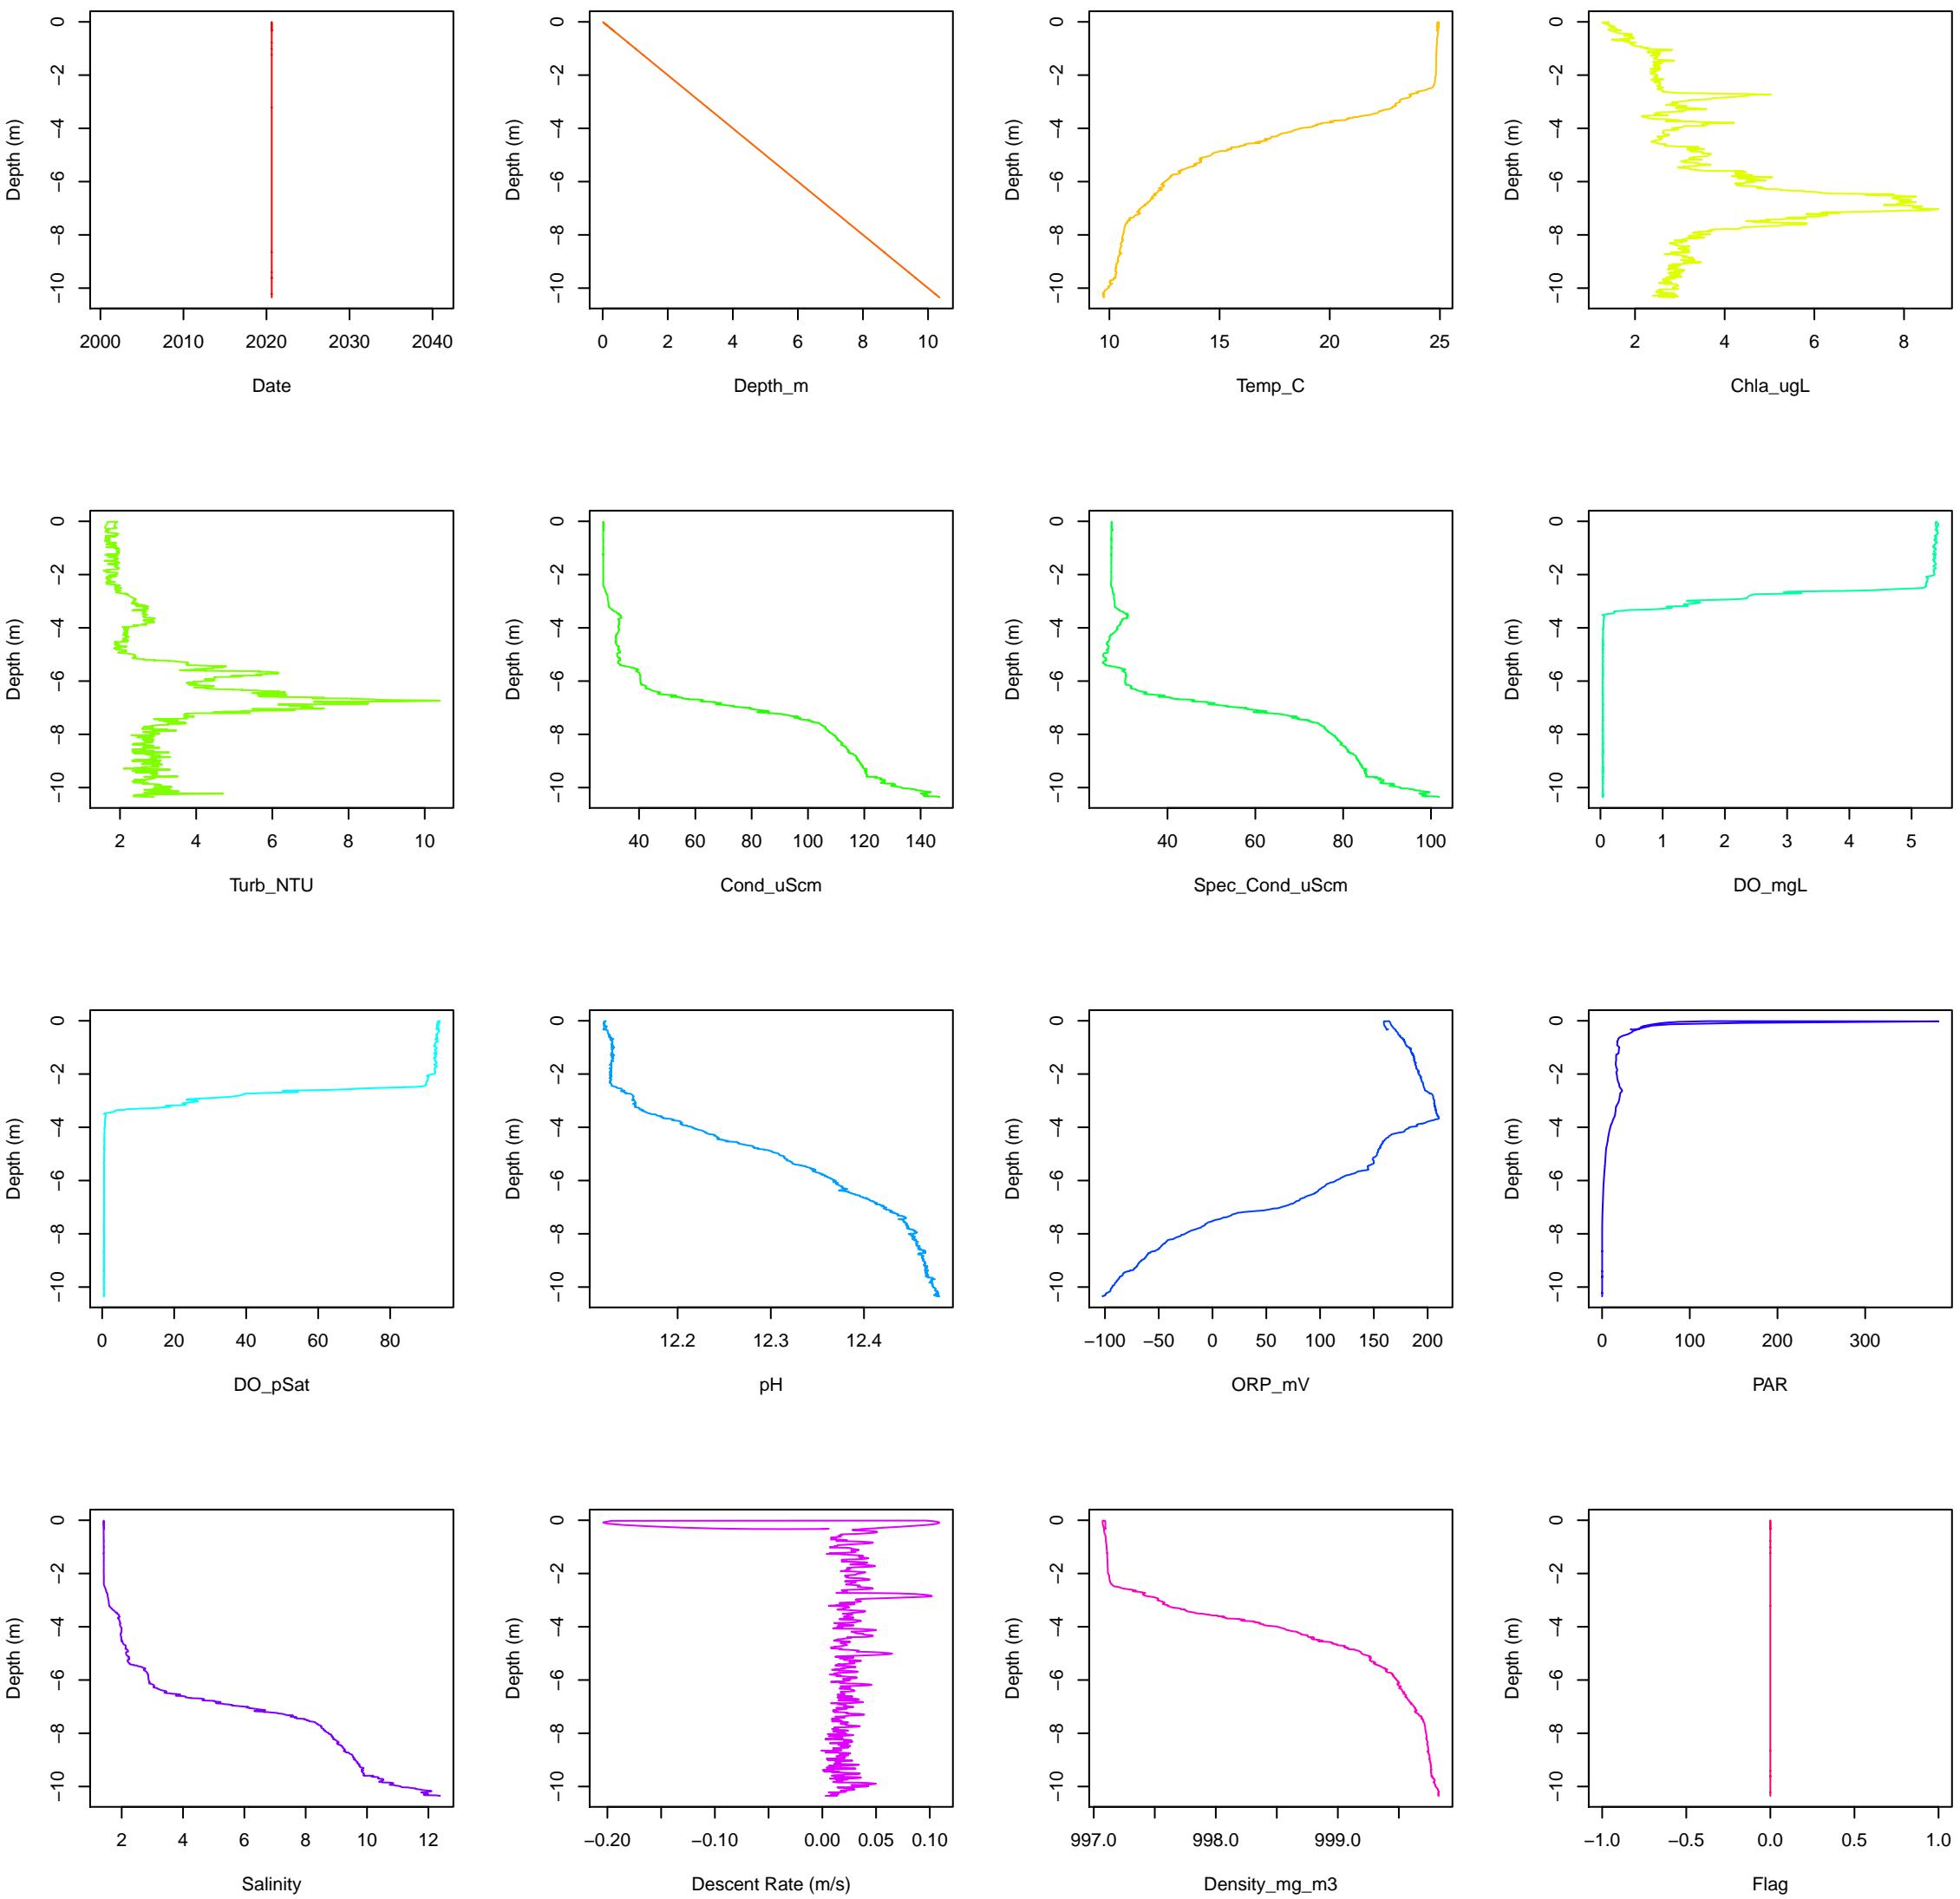 0 0 0 0
−2 −2 −2 −2
Depth (m) Depth (m) Depth (m) Depth (m)
−4 −4 −4 −4
−6 −6 −6 −6
−8 −8 −8 −8
−10 −10 −10 −10
2000 2010 2020 2030 2040 0 2 4 6 8 10 10 15 20 25 2 4 6 8
Date Depth_m Temp_C Chla_ugL
0 0 0 0
−2 −2 −2 −2
Depth (m) Depth (m) Depth (m) Depth (m)
−4 −4 −4 −4
−6 −6 −6 −6
−8 −8 −8 −8
−10 −10 −10 −10
2 4 6 8 10 40 60 80 100 120 140 40 60 80 100 0 1 2 3 4 5
Turb_NTU Cond_uScm Spec_Cond_uScm DO_mgL
0 0 0 0
−2 −2 −2 −2
Depth (m) Depth (m) Depth (m) Depth (m)
−4 −4 −4 −4
−6 −6 −6 −6
−8 −8 −8 −8
−10 −10 −10 −10
0 20 40 60 80 12.2 12.3 12.4 −100 −50 0 50 100 150 200 0 100 200 300
DO_pSat pH ORP_mV PAR
0 0 0 0
−2 −2 −2 −2
Depth (m) Depth (m) Depth (m) Depth (m)
−4 −4 −4 −4
−6 −6 −6 −6
−8 −8 −8 −8
−10 −10 −10 −10
2 4 6 8 10 12 −0.20 −0.10 0.00 0.05 0.10 997.0 998.0 999.0 −1.0 −0.5 0.0 0.5 1.0
Salinity Descent Rate (m/s) Density_mg_m3 Flag